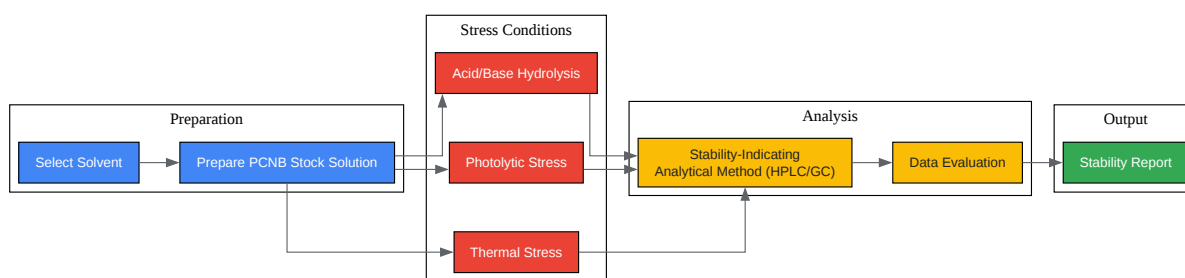 Stress Conditions
Acid/Base Hydrolysis
Preparation
Analysis
Output
Select Solvent
Prepare PCNB Stock Solution
Photolytic Stress
Stability-Indicating
Analytical Method (HPLC/GC)
Data Evaluation
Stability Report
Thermal Stress